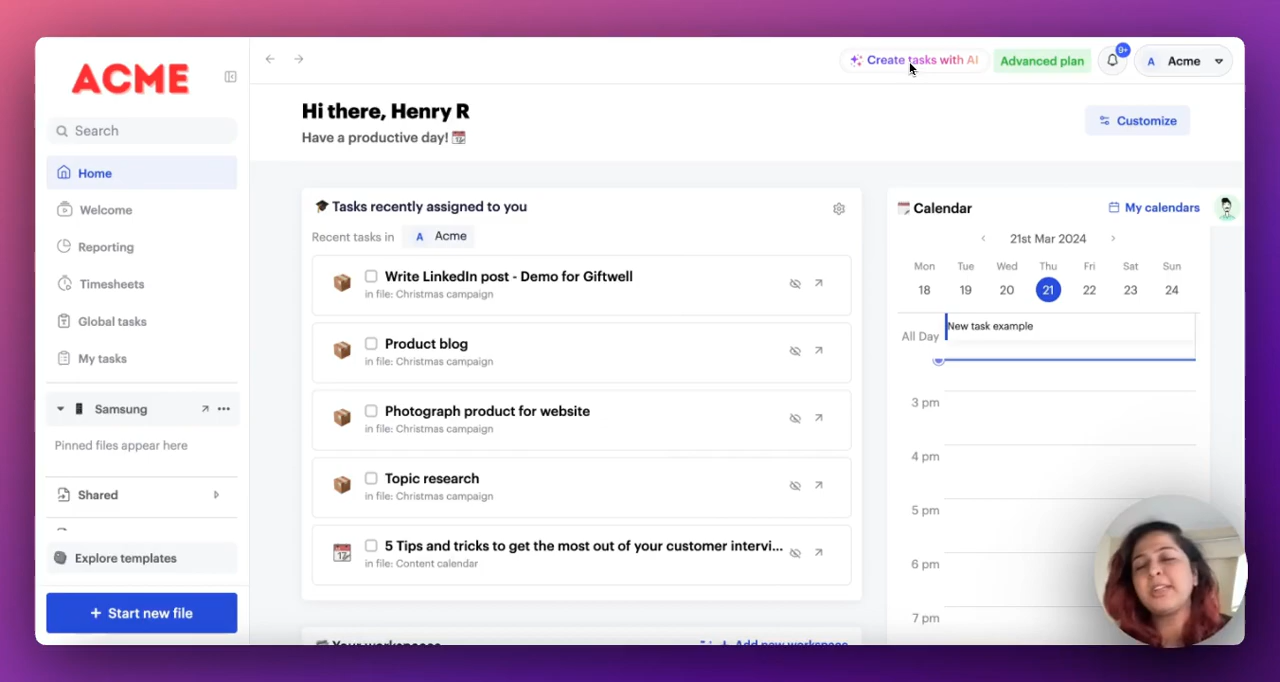 ACME
Search
Home
Welcome
Reporting
Timesheets
Global tasks
My tasks
Samsung
Pinned files appear here
Shared
Explore templates
+ Start new file
Create tasks with AI
Advanced plan
9+
A Acme
Hi there, Henry R
Have a productive day!
Customize
Tasks recently assigned to you
Recent tasks in A Acme
Write LinkedIn post - Demo for Giftwell
in file: Christmas campaign
Product blog
in file: Christmas campaign
Photograph product for website
in file: Christmas campaign
Topic research
in file: Christmas campaign
17
5 Tips and tricks to get the most out of your customer intervi...
in file: Content calendar
Your workspaces
+ Add new workspace
Calendar
My calendars
21st Mar 2024
Mon Tue Wed Thu Fri Sat Sun
18 19 20 21 22 23 24
All Day
New task example
3 pm
4 pm
5 pm
6 pm
7 pm